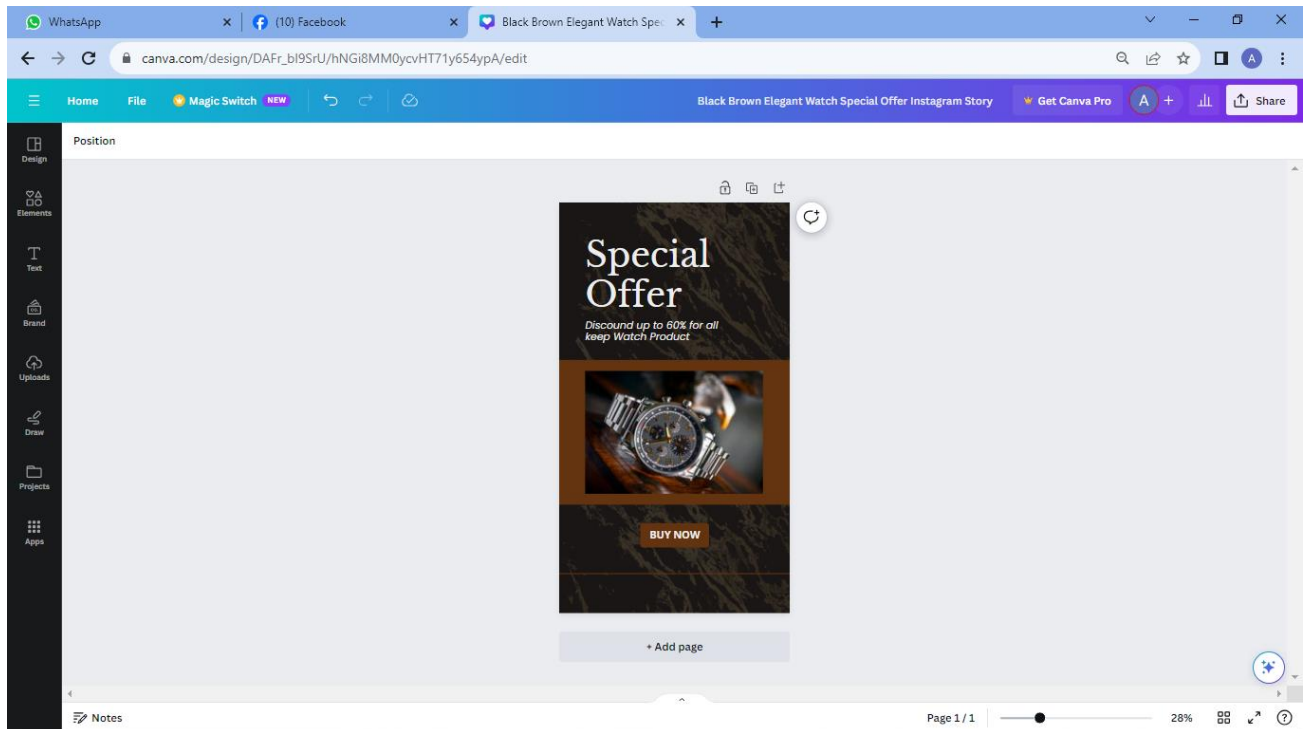 WhatsApp
(10) Facebook
Black Brown Elegant Watch Spec
canva.com/design/DAFr_bI9SrU/hNGi8MM0ycvHT71y654ypA/edit
A
Home File Magic Switch NEW
Black Brown Elegant Watch Special Offer Instagram Story
Get Canva Pro
A
Share
Position
Design
Elements
Text
Brand
Uploads
Draw
Projects
Apps
Special
Offer
Discound up to 60% for all
keep Watch Product
BUY NOW
+ Add page
Notes
Page 1 / 1
28%